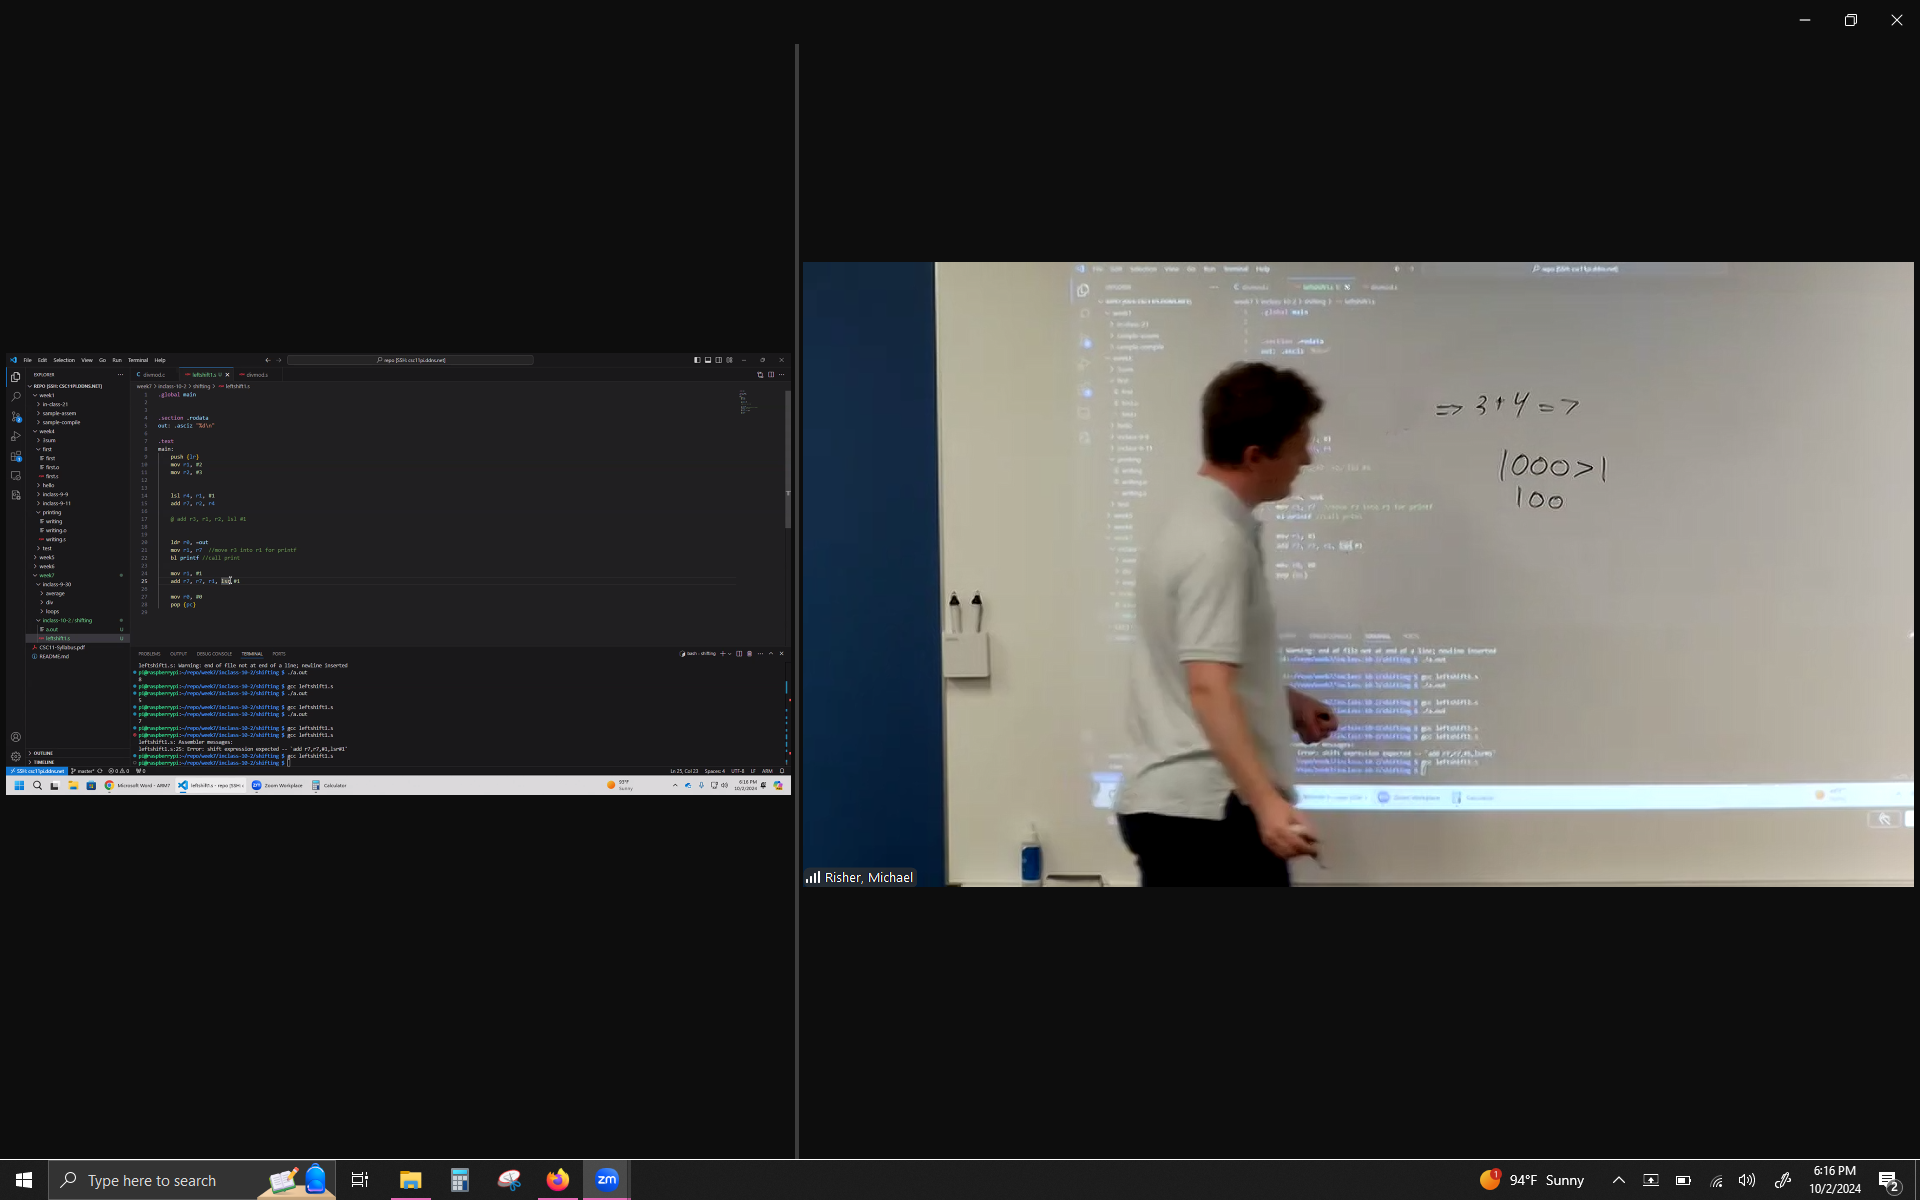 File Edit Selection View Go Run Terminal Help
repo [SSH: csc11pi.ddns.net]
EXPLORER
REPO [SSH: CSC11PI.DDNS.NET]
week1
in-class-21
sample-assem
sample-compile
week4
3sum
first
first
first.o
first.s
hello
inclass-9-9
inclass-9-11
printing
writing
writing.o
writing.s
test
week5
week6
week7
inclass-9-30
average
div
loops
inclass-10-2 / shifting
a.out U
leftshift1.s U
CSC11-Syllabus.pdf
README.md
OUTLINE
TIMELINE
divmod.c leftshift1.s U divmod.s
week7 > inclass-10-2 > shifting > leftshift1.s
1 .global main
2
3
4 .section .rodata
5 out: .asciz "%d\n"
6
7 .text
8 main:
9 push {lr}
10 mov r1, #2
11 mov r2, #3
12
13
14 lsl r4, r1, #1
15 add r7, r2, r4
16
17 @ add r3, r1, r2, lsl #1
18
19
20 ldr r0, =out
21 mov r1, r7 //move r3 into r1 for printf
22 bl printf //call print
23
24 mov r1, #1
25 add r7, r7, r1, #1
26
27 mov r0, #0
28 pop {pc}
PROBLEMS OUTPUT DEBUG CONSOLE TERMINAL PORTS
bash - shifting
leftshift1.s: Warning: end of file not at end of a line; newline inserted
pi@raspberrypi:~/repo/week7/inclass-10-2/shifting $ ./a.out
8
pi@raspberrypi:~/repo/week7/inclass-10-2/shifting $ gcc leftshift1.s
pi@raspberrypi:~/repo/week7/inclass-10-2/shifting $ ./a.out
pi@raspberrypi:~/repo/week7/inclass-10-2/shifting $ gcc leftshift1.s
pi@raspberrypi:~/repo/week7/inclass-10-2/shifting $ ./a.out
7
pi@raspberrypi:~/repo/week7/inclass-10-2/shifting $ gcc leftshift1.s
pi@raspberrypi:~/repo/week7/inclass-10-2/shifting $ gcc leftshift1.s
leftshift1.s: Assembler messages:
leftshift1.s:25: Error: shift expression expected -- `add r7,r7,#1,lsr#1'
pi@raspberrypi:~/repo/week7/inclass-10-2/shifting $ gcc leftshift1.s
pi@raspberrypi:~/repo/week7/inclass-10-2/shifting $
SSH: csc11pi.ddns.net master* Ln 25, Col 23 Spaces: 4 UTF-8 LF ARM
Microsoft Word - ARM7 leftshift1.s - repo [SSH: c Zoom Workplace Calculator
93°F
Sunny
6:16 PM
10/2/2024
=> 3+4=7
1000>1
100
Risher, Michael
Type here to search
zm
1
94°F Sunny
6:16 PM
10/2/2024
2